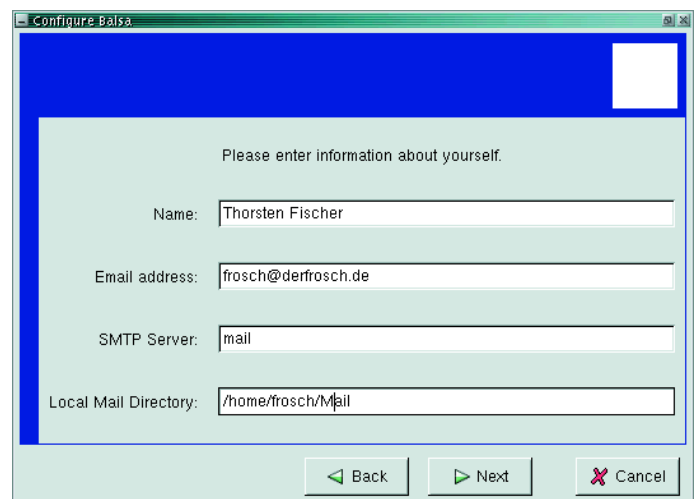 Configure Balsa
Please enter information about yourself.
Name: Thorsten Fischer
Email address: frosch@derfrosch.de
SMTP Server: mail
Local Mail Directory: /home/frosch/Mail
Back Next Cancel